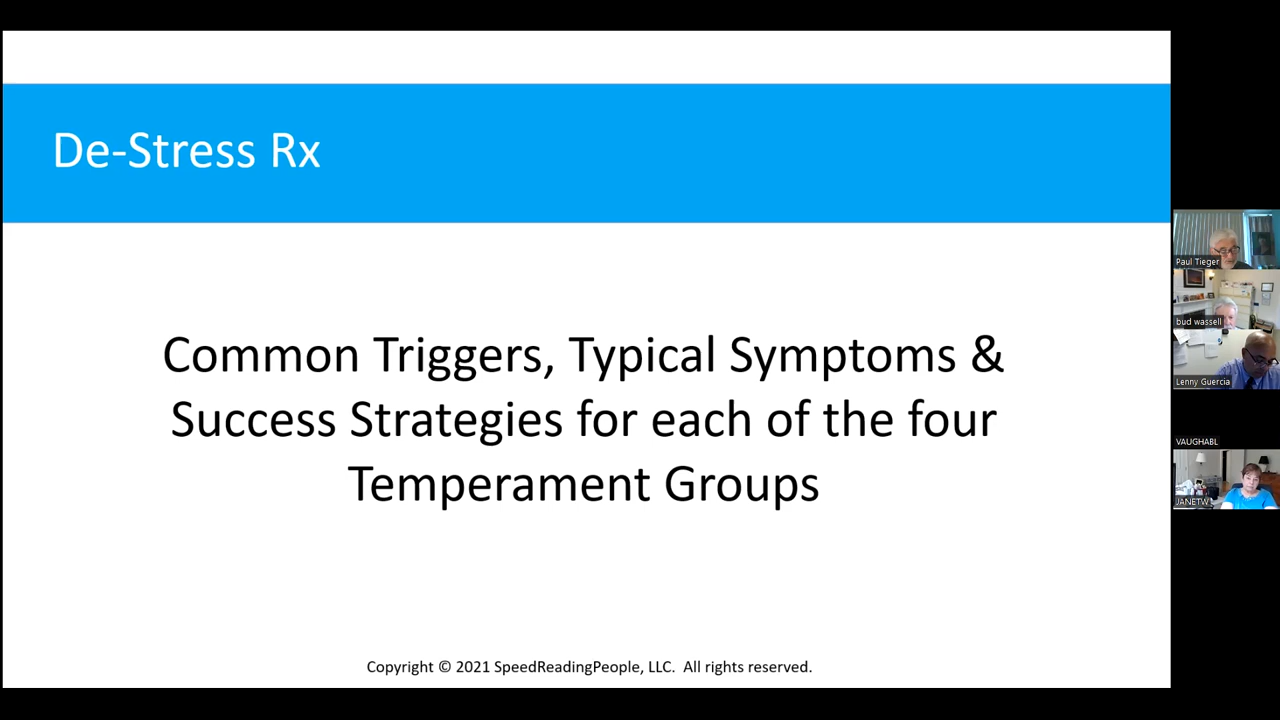 De-Stress Rx
Common Triggers, Typical Symptoms &
Success Strategies for each of the four
Temperament Groups
Copyright © 2021 SpeedReadingPeople, LLC. All rights reserved.
Paul Tieger
bud wassell
Lenny Guercia
VAUGHABL
JANETW